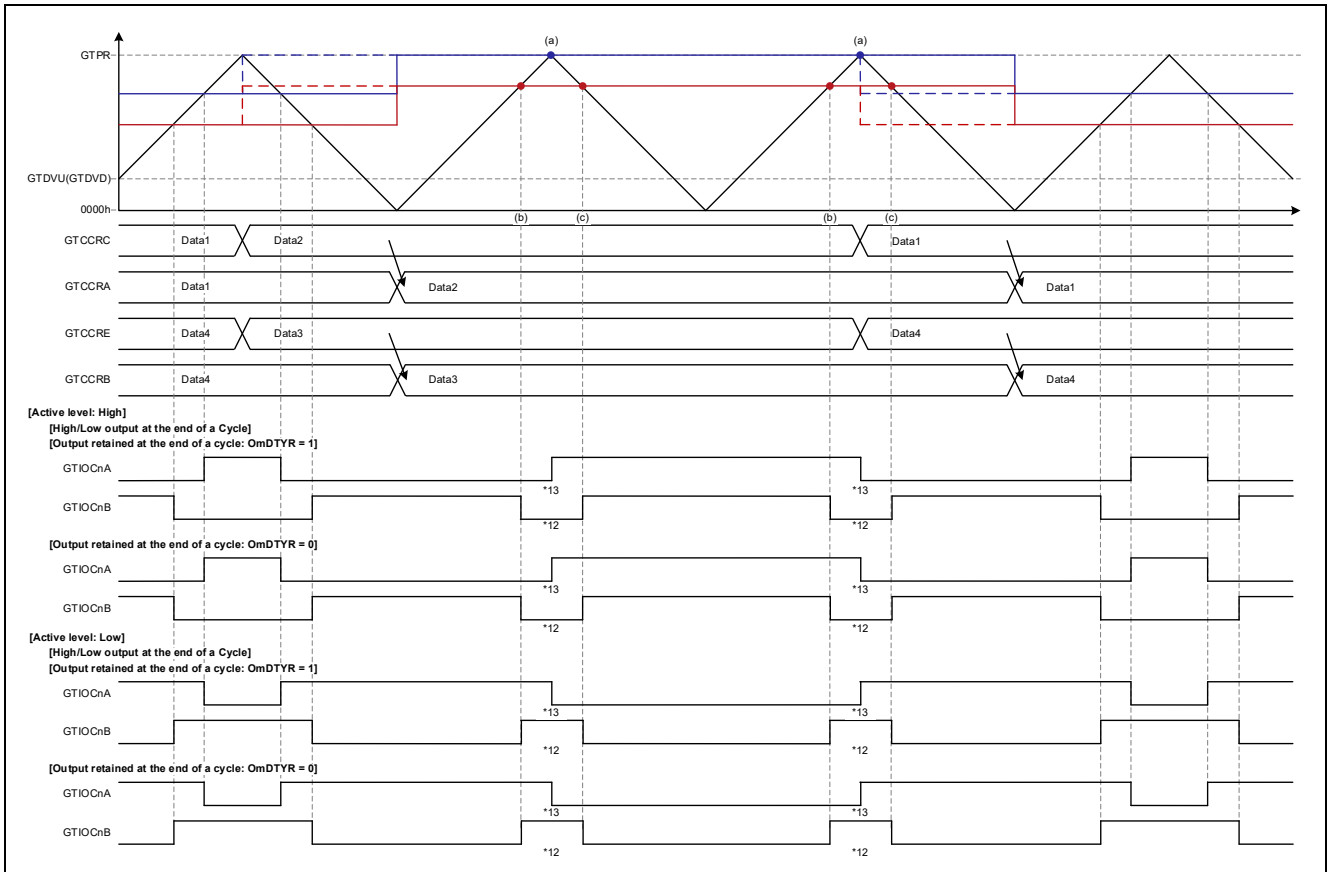 GTPR
(a) (a)
GTDVU(GTDVD)
0000h
(b) (c) (b) (c)
GTCCRC Data1 Data2 Data1
GTCCRA Data1 Data2 Data1
GTCCRE Data4 Data3 Data4
GTCCRB Data4 Data3 Data4
[Active level: High]
[High/Low output at the end of a Cycle]
[Output retained at the end of a cycle: OmDTYR = 1]
GTIOCnA
*13 *13
GTIOCnB
*12 *12
[Output retained at the end of a cycle: OmDTYR = 0]
GTIOCnA
*13 *13
GTIOCnB
*12 *12
[Active level: Low]
[High/Low output at the end of a Cycle]
[Output retained at the end of a cycle: OmDTYR = 1]
GTIOCnA
*13 *13
GTIOCnB
*12 *12
[Output retained at the end of a cycle: OmDTYR = 0]
GTIOCnA
*13 *13
GTIOCnB
*12 *12